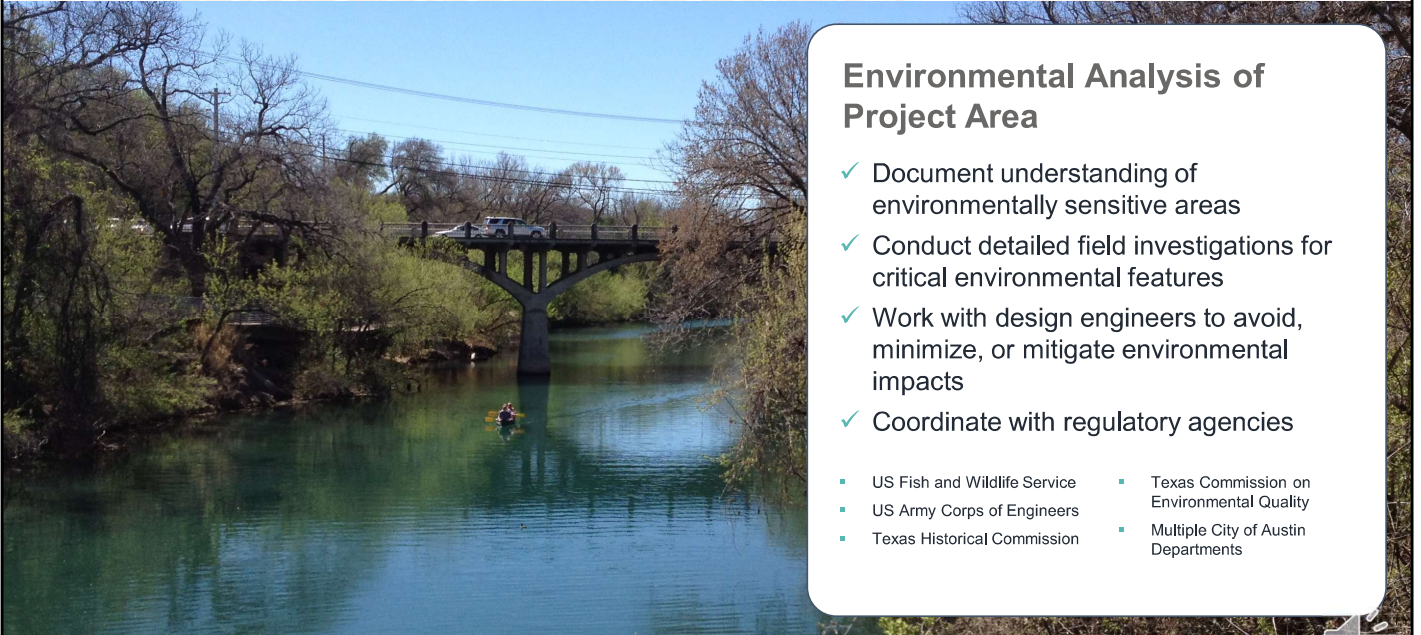 Environmental Analysis of
Project Area
✓ Document understanding of
environmentally sensitive areas
✓ Conduct detailed field investigations for
critical environmental features
✓ Work with design engineers to avoid,
minimize, or mitigate environmental
impacts
✓ Coordinate with regulatory agencies
▪ US Fish and Wildlife Service
▪ US Army Corps of Engineers
▪ Texas Historical Commission
▪ Texas Commission on
Environmental Quality
▪ Multiple City of Austin
Departments